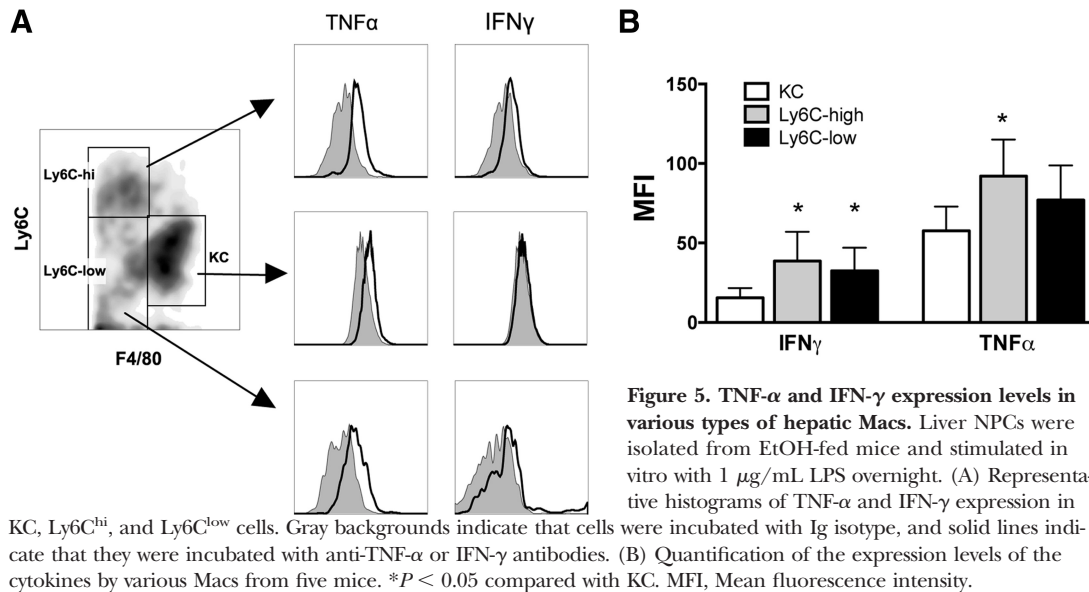 A
TNFα
IFNγ
Ly6C
Ly6C-hi
Ly6C-low
KC
F4/80
B
MFI
150
100
50
0
KC
Ly6C-high
Ly6C-low
*
*
*
IFNγ
TNFα
Figure 5. TNF-α and IFN-γ expression levels in
various types of hepatic Macs. Liver NPCs were
isolated from EtOH-fed mice and stimulated in
vitro with 1 μg/mL LPS overnight. (A) Representa-
tive histograms of TNF-α and IFN-γ expression in
KC, Ly6Chi, and Ly6Clow cells. Gray backgrounds indicate that cells were incubated with Ig isotype, and solid lines indi-
cate that they were incubated with anti-TNF-α or IFN-γ antibodies. (B) Quantification of the expression levels of the
cytokines by various Macs from five mice. *P < 0.05 compared with KC. MFI, Mean fluorescence intensity.